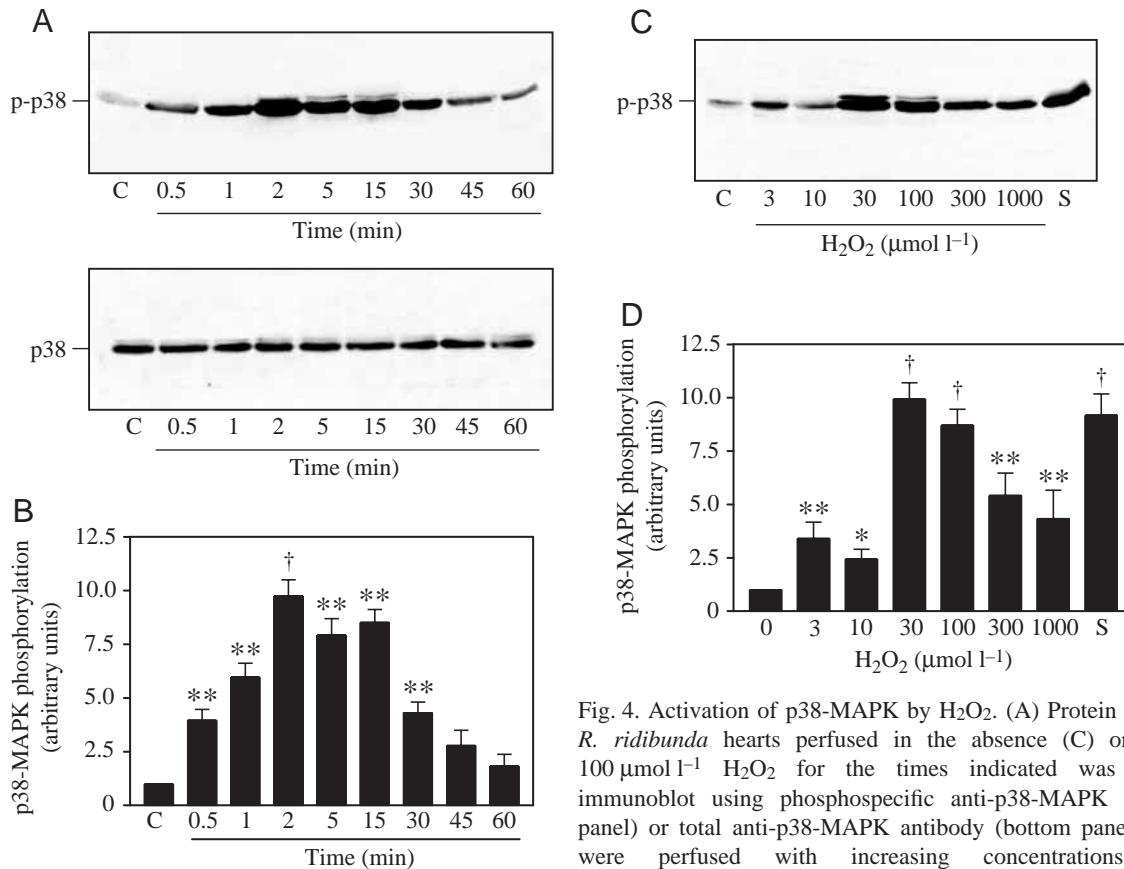 A
p-p38
C 0.5 1 2 5 15 30 45 60
Time (min)
p38
C 0.5 1 2 5 15 30 45 60
Time (min)
B
p38-MAPK phosphorylation
(arbitrary units)
12.5
10.0
7.5
5.0
2.5
0
** ** † ** ** **
C 0.5 1 2 5 15 30 45 60
Time (min)
C
p-p38
C 3 10 30 100 300 1000 S
H₂O₂ (μmol l⁻¹)
D
p38-MAPK phosphorylation
(arbitrary units)
12.5
10.0
7.5
5.0
2.5
0
** * † † ** ** †
0 3 10 30 100 300 1000 S
H₂O₂ (μmol l⁻¹)
Fig. 4. Activation of p38-MAPK by H₂O₂. (A) Protein
R. ridibunda hearts perfused in the absence (C) or
100 μmol l⁻¹ H₂O₂ for the times indicated was
immunoblot using phosphospecific anti-p38-MAPK
panel) or total anti-p38-MAPK antibody (bottom pane
were perfused with increasing concentrations